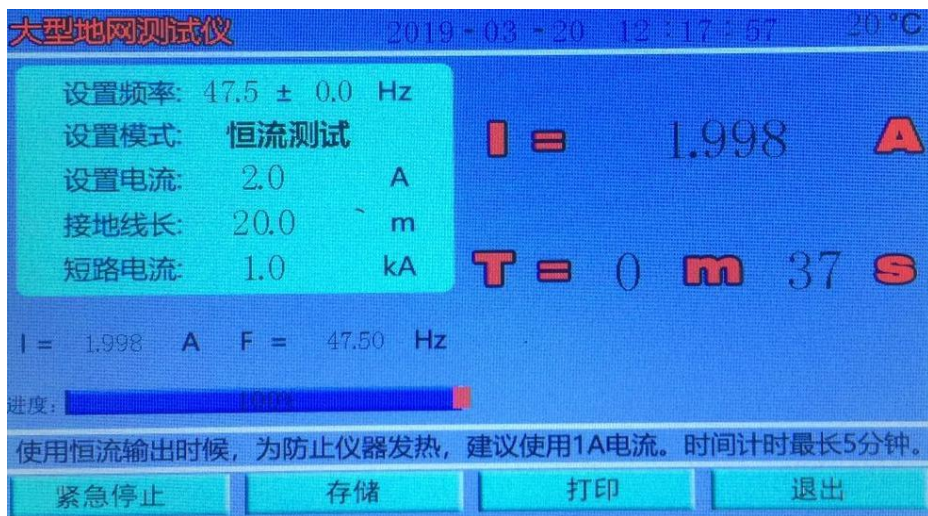 大型地网测试仪 2019-03-20 12:17:57 20°C
设置频率: 47.5 ± 0.0 Hz
设置模式: 恒流测试
设置电流: 2.0 A
接地线长: 20.0 m
短路电流: 1.0 kA
I = 1.998 A
T = 0 m 37 s
I = 1.998 A F = 47.50 Hz
进度: 100%
使用恒流输出时候，为防止仪器发热，建议使用1A电流。时间计时最长5分钟。
紧急停止 存储 打印 退出